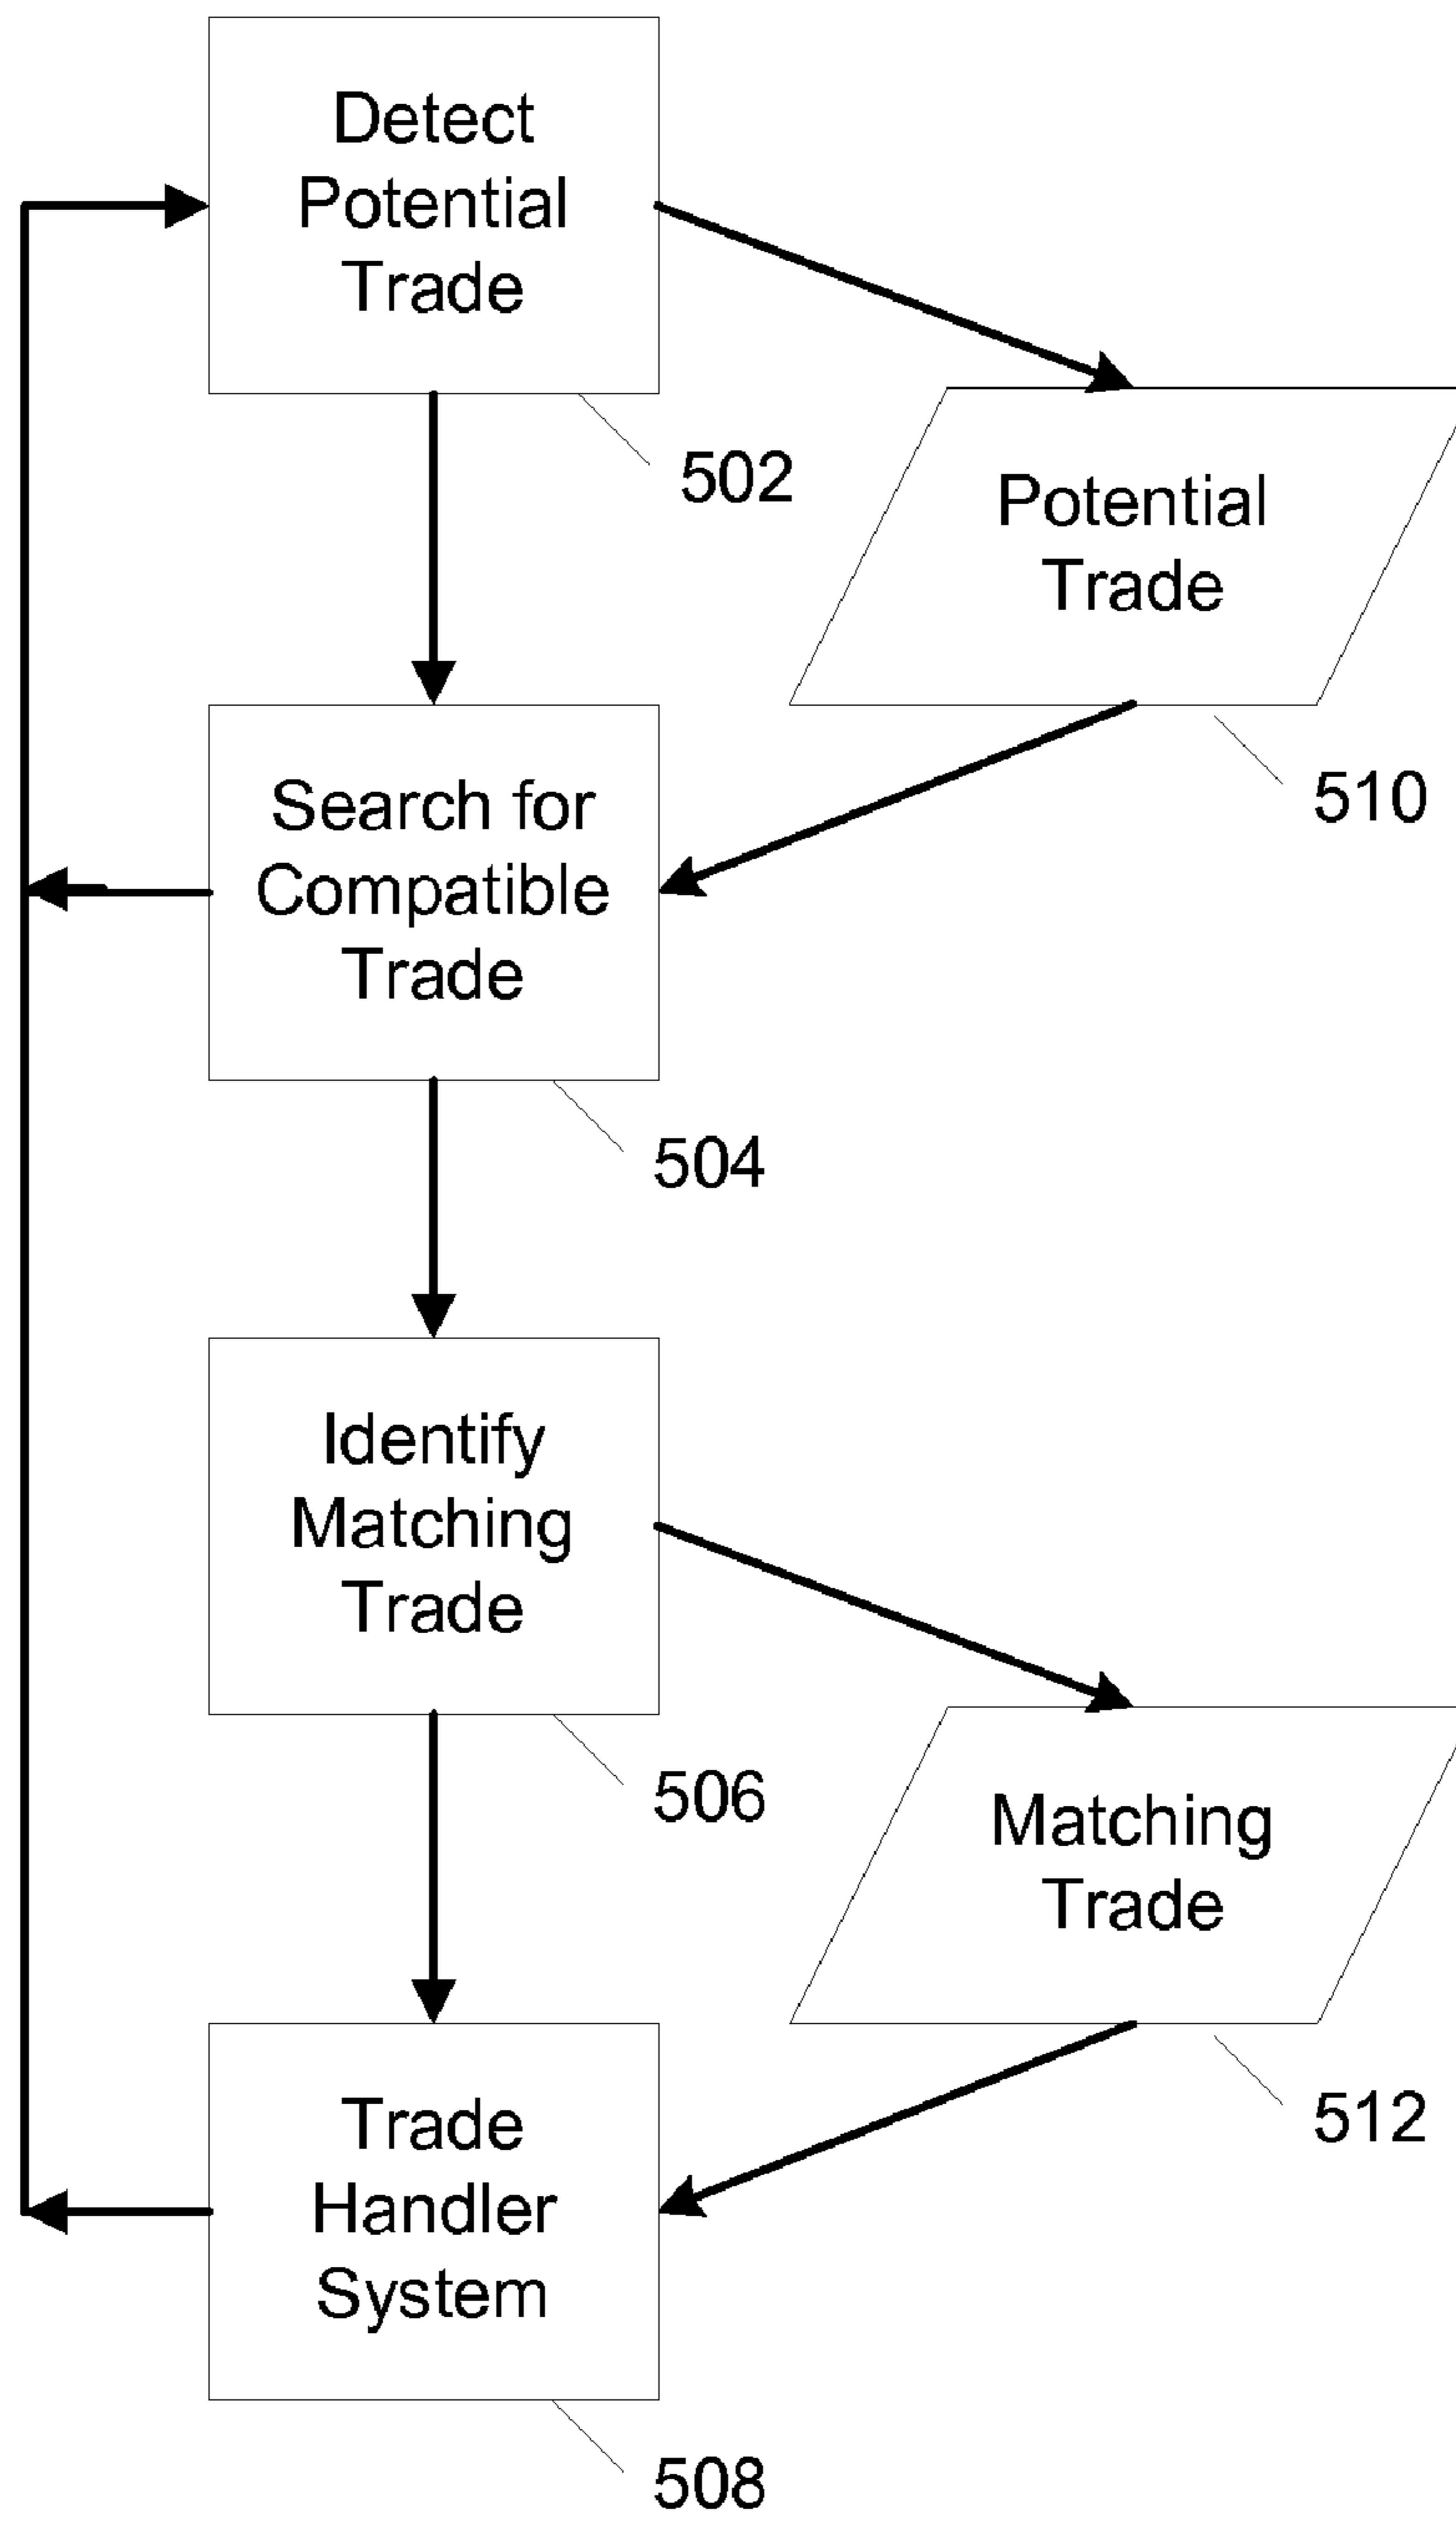 Detect
Potential
Trade
502
Potential
Trade
510
Search for
Compatible
Trade
504
Identify
Matching
Trade
506
Matching
Trade
512
Trade
Handler
System
508